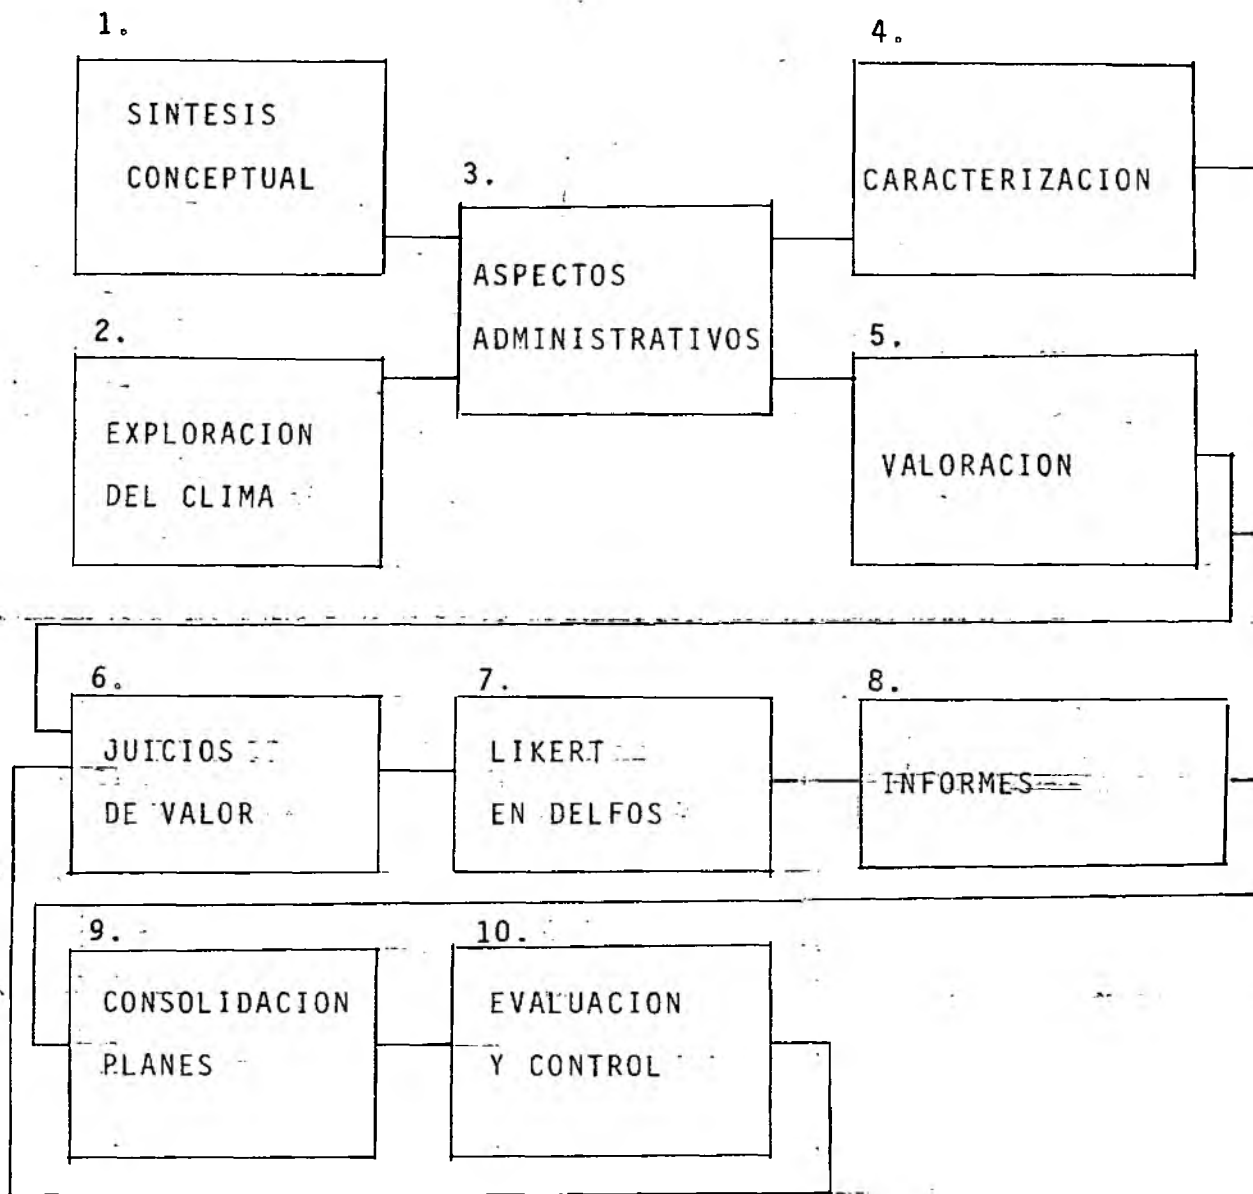 1.
SINTESIS
CONCEPTUAL
2.
EXPLORACION
DEL CLIMA
3.
ASPECTOS
ADMINISTRATIVOS
4.
CARACTERIZACION
5.
VALORACION
6.
JUICIOS
DE VALOR
7.
LIKERT
EN DELFOS
8.
INFORMES
9.
CONSOLIDACION
PLANES
10.
EVALUACION
Y CONTROL